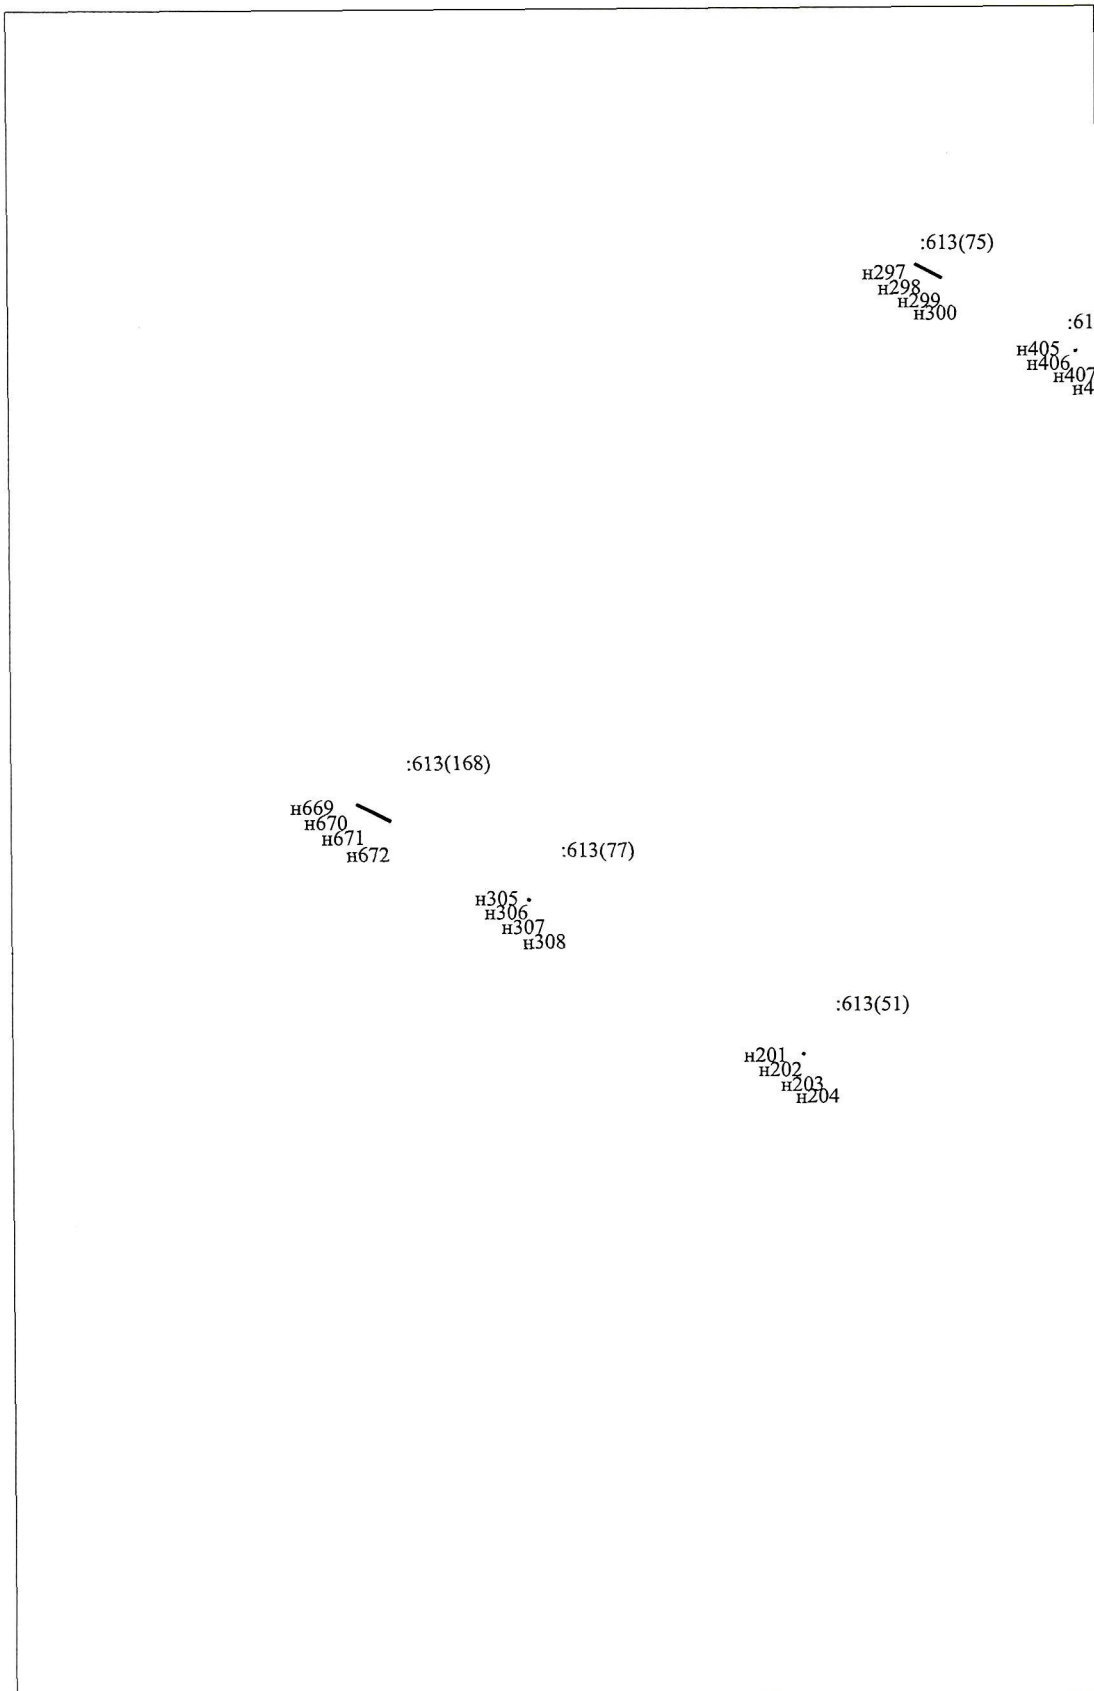 :613(75)
н297
н298
н299
н300
:61
н405
н406
н407
н4
:613(168)
н669
н670
н671
н672
:613(77)
н305
н306
н307
н308
:613(51)
н201
н202
н203
н204